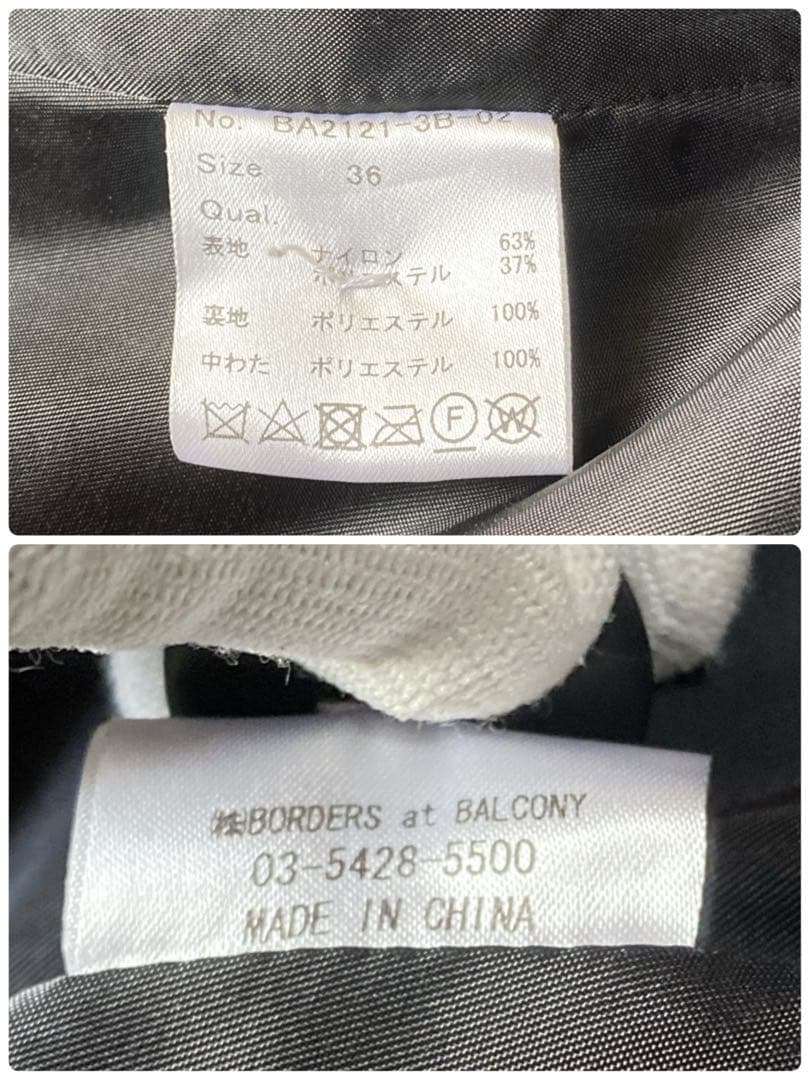 No. BA2121-3B-02
Size 36
Qual.
表地 ナイロン 63%
ポリエステル 37%
裏地 ポリエステル 100%
中わた ポリエステル 100%
F W
㈱BORDERS at BALCONY
03-5428-5500
MADE IN CHINA